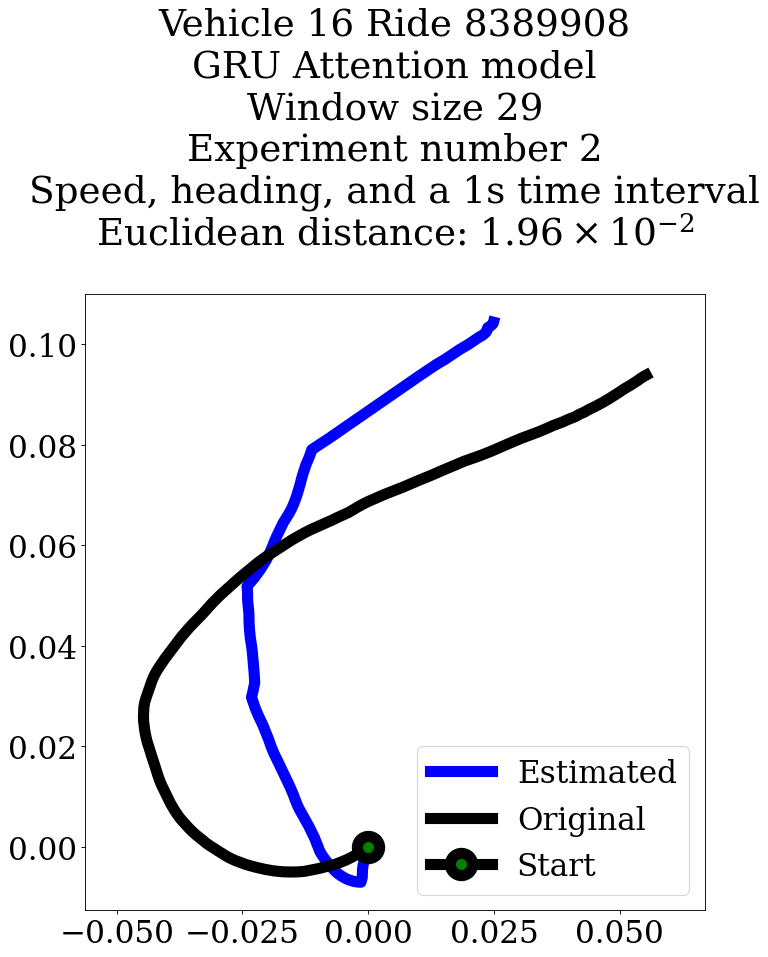 Vehicle 16 Ride 8389908
GRU Attention model
Window size 29
Experiment number 2
Speed, heading, and a 1s time interval
Euclidean distance: 1.96 × 10⁻²
0.10
0.08
0.06
0.04
0.02
0.00
Estimated
Original
Start
−0.050 −0.025 0.000 0.025 0.050